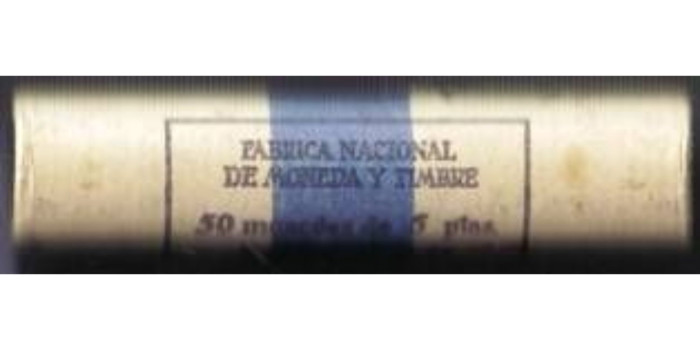 FABRICA NACIONAL
DE MONEDA Y TIMBRE
50 monedas de 5 ptas